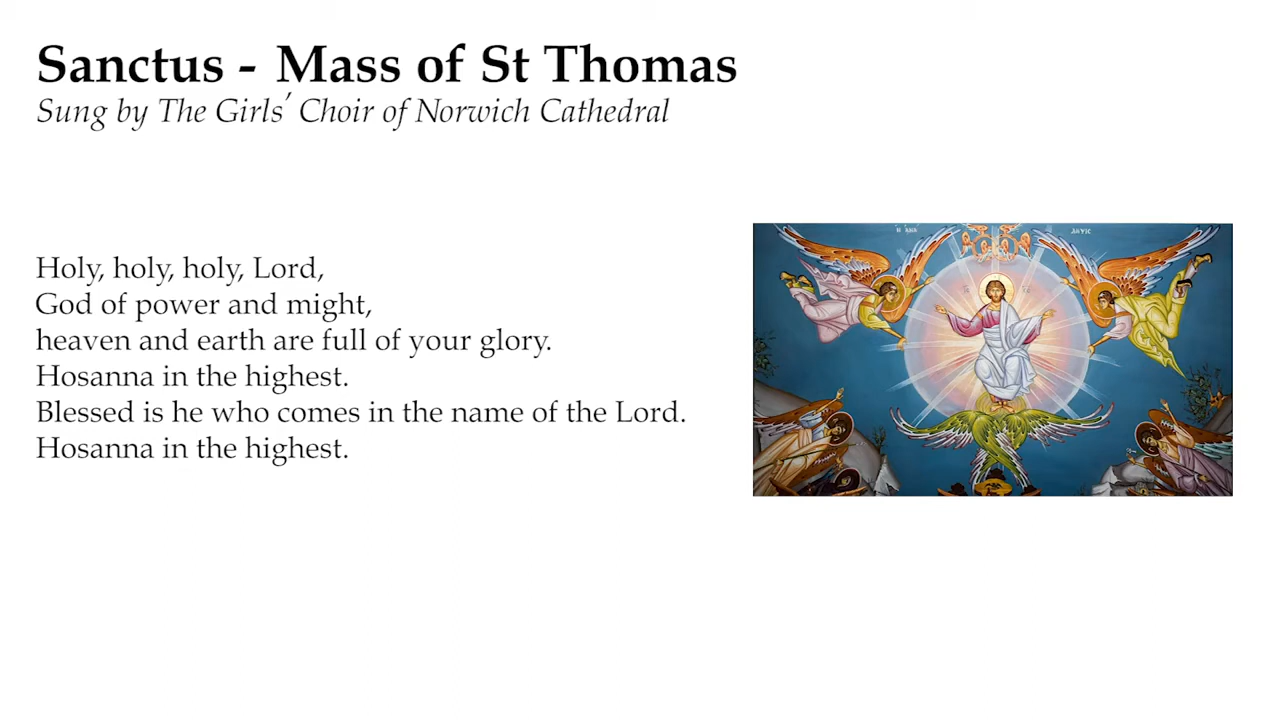 Sanctus - Mass of St Thomas
Sung by The Girls' Choir of Norwich Cathedral
Holy, holy, holy, Lord,
God of power and might,
heaven and earth are full of your glory.
Hosanna in the highest.
Blessed is he who comes in the name of the Lord.
Hosanna in the highest.